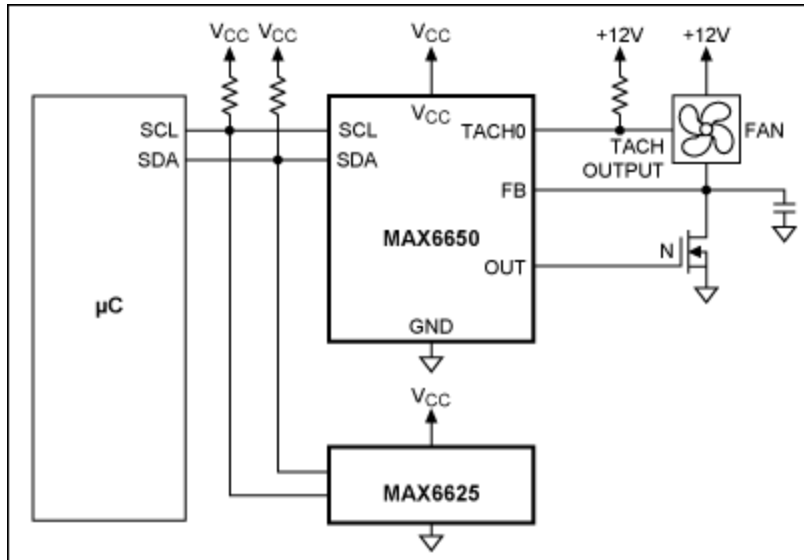 VCC VCC VCC +12V +12V
VCC
SCL SCL TACH0 FAN
SDA SDA TACH
OUTPUT
FB
MAX6650
N
OUT
µC
GND
VCC
MAX6625